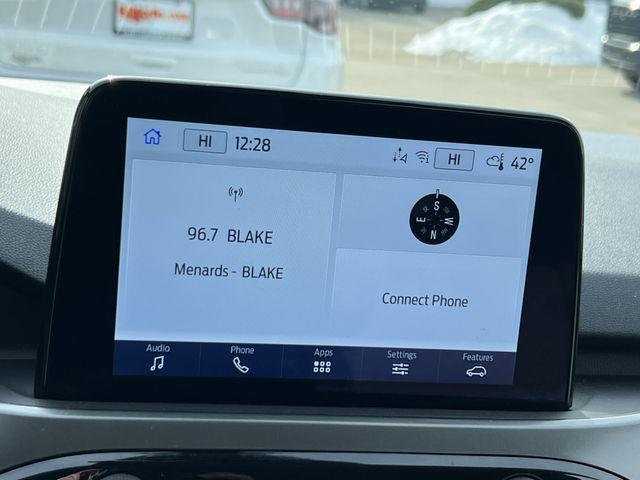 HI 12:28 HI 42°
96.7 BLAKE
Menards - BLAKE
S
E W
N
Connect Phone
Audio Phone Apps Settings Features